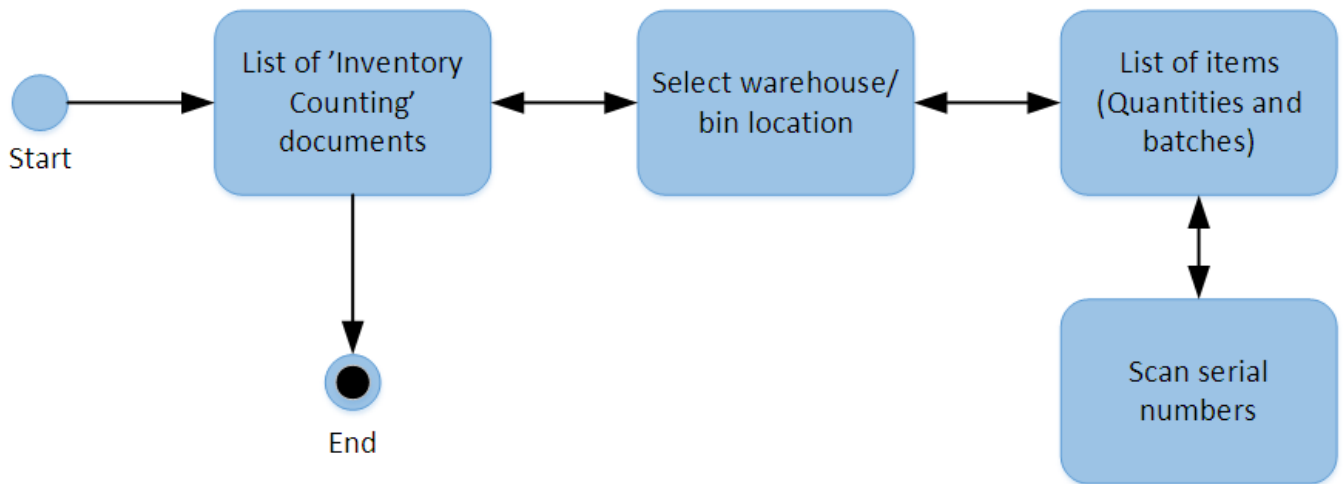 Start
List of ’Inventory
Counting’
documents
Select warehouse/
bin location
List of items
(Quantities and
batches)
Scan serial
numbers
End